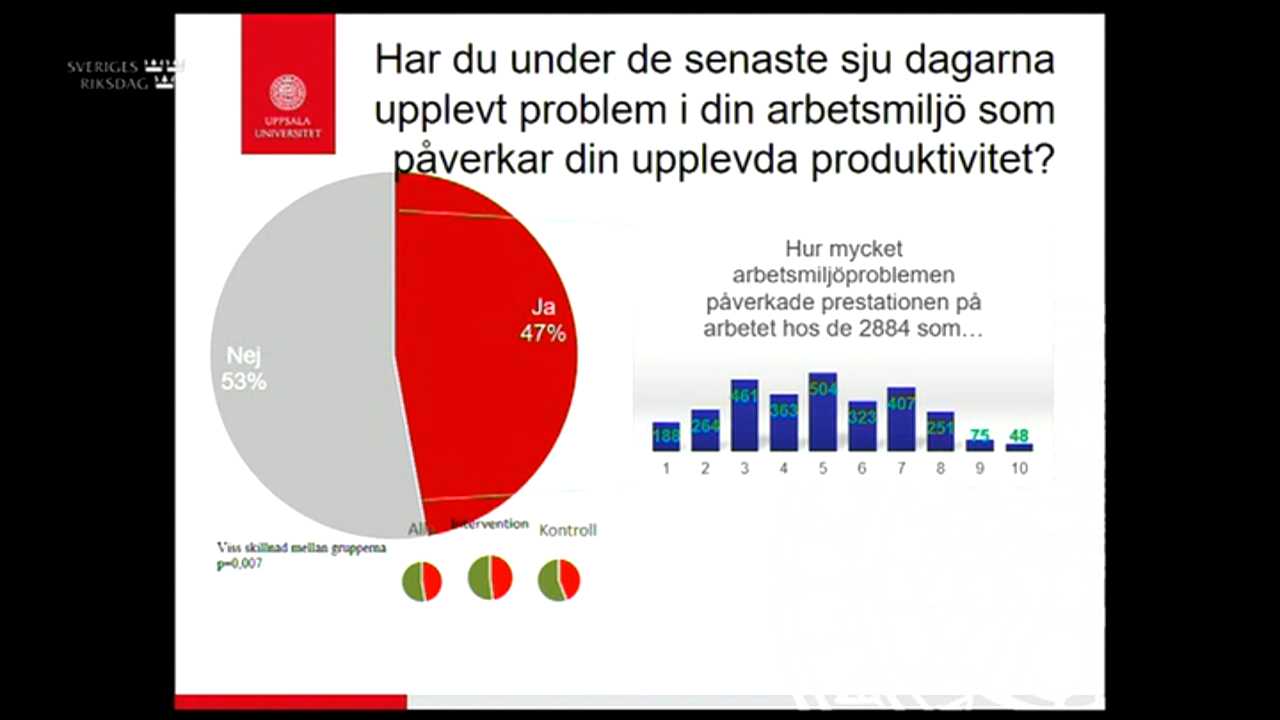 SVERIGES
RIKSDAG
UPPSALA
UNIVERSITET
Har du under de senaste sju dagarna
upplevt problem i din arbetsmiljö som
påverkar din upplevda produktivitet?
Ja
47%
Nej
53%
Hur mycket
arbetsmiljöproblemen
påverkade prestationen på
arbetet hos de 2884 som…
188 264 461 363 504 323 407 251 75 48
1 2 3 4 5 6 7 8 9 10
Alla Intervention Kontroll
Viss skillnad mellan grupperna
p=0,007